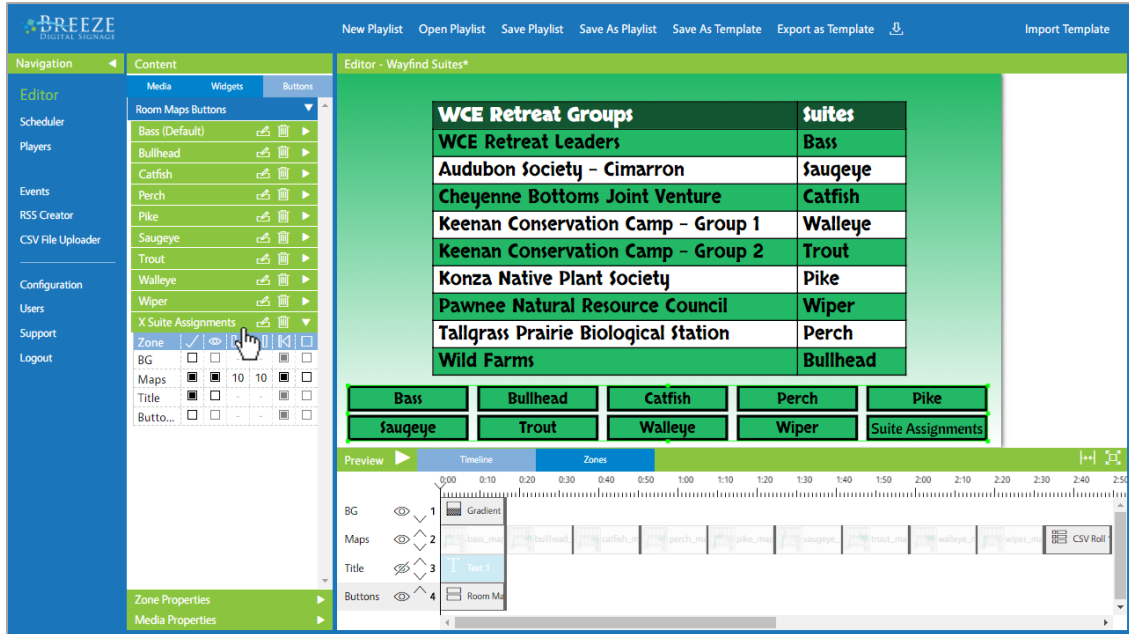 BREEZE
DIGITAL SIGNAGE
New Playlist Open Playlist Save Playlist Save As Playlist Save As Template Export as Template Import Template
Navigation Content Editor - Wayfind Suites*
Editor
Scheduler
Players
Events
RSS Creator
CSV File Uploader
Configuration
Users
Support
Logout
Media Widgets Buttons
Room Maps Buttons
Bass (Default)
Bullhead
Catfish
Perch
Pike
Saugeye
Trout
Walleye
Wiper
X Suite Assignments
Zone
BG - -
Maps 10 10
Title - -
Butto... - -
Zone Properties
Media Properties
WCE Retreat Groups Suites
WCE Retreat Leaders Bass
Audubon Society - Cimarron Saugeye
Cheyenne Bottoms Joint Venture Catfish
Keenan Conservation Camp - Group 1 Walleye
Keenan Conservation Camp - Group 2 Trout
Konza Native Plant Society Pike
Pawnee Natural Resource Council Wiper
Tallgrass Prairie Biological Station Perch
Wild Farms Bullhead
Bass Bullhead Catfish Perch Pike
Saugeye Trout Walleye Wiper Suite Assignments
Preview Timeline Zones
0:00 0:10 0:20 0:30 0:40 0:50 1:00 1:10 1:20 1:30 1:40 1:50 2:00 2:10 2:20 2:30 2:40 2:50
BG 1 Gradient
Maps 2 bass_map bullhead_ catfish_m perch_ma pike_map saugeye_ trout_ma walleye_ wiper_ma CSV Roll
Title 3 T Text 1
Buttons 4 Room Ma